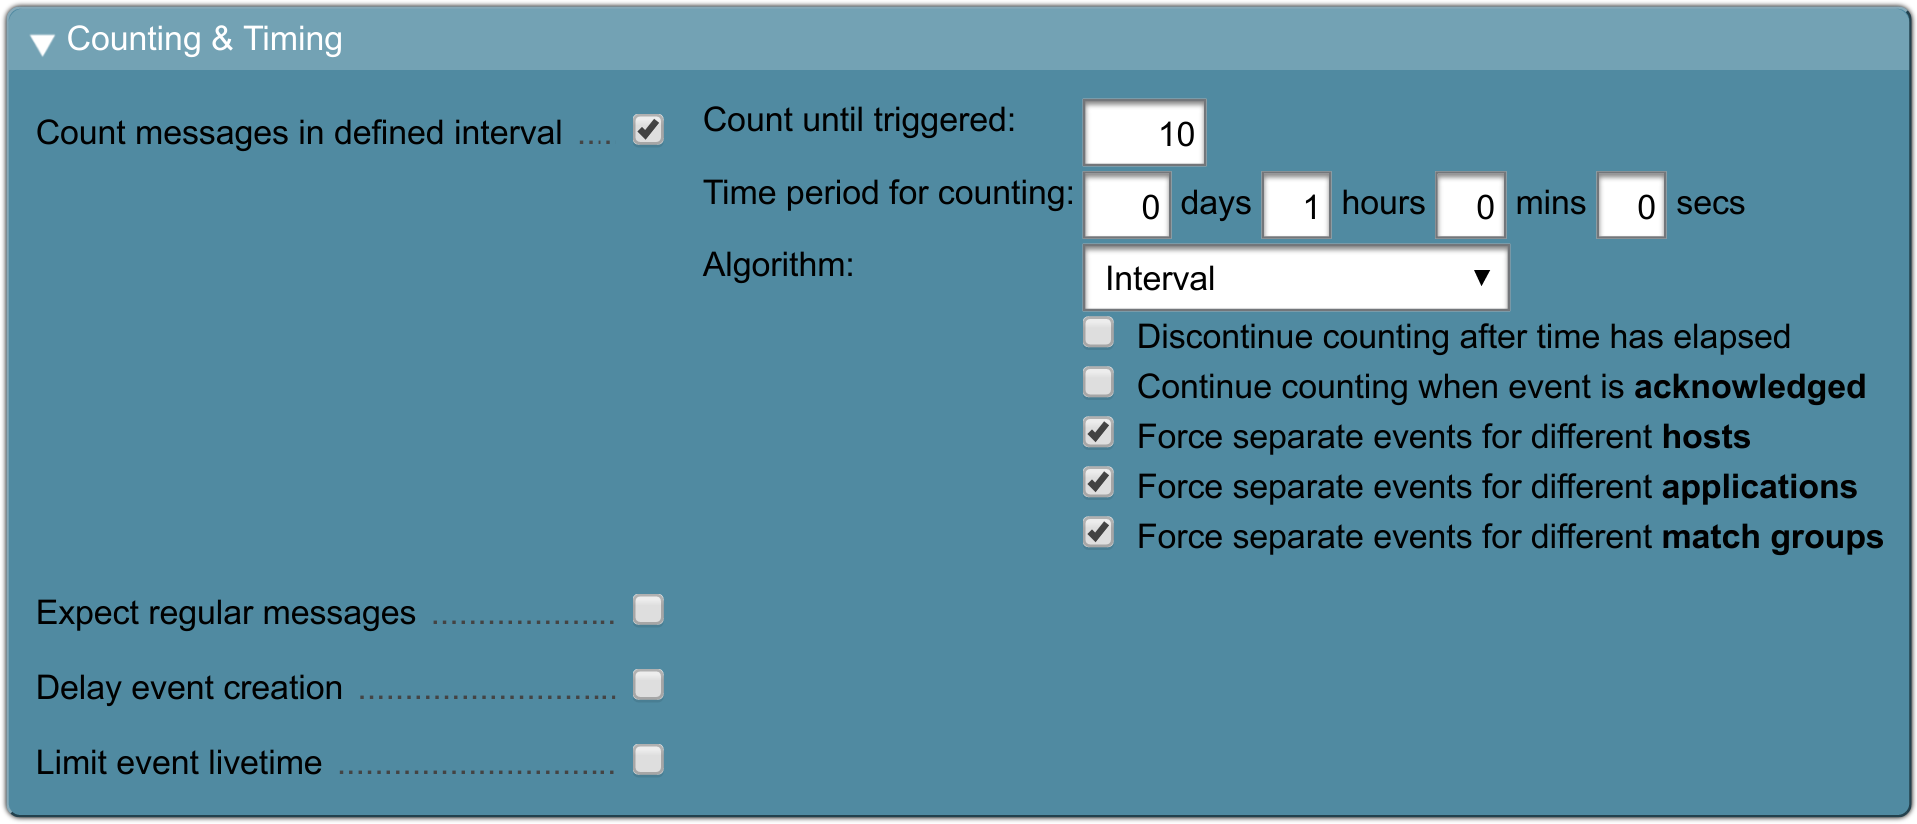 Counting & Timing
Count messages in defined interval .... Count until triggered: 10
Time period for counting: 0 days 1 hours 0 mins 0 secs
Algorithm: Interval
Discontinue counting after time has elapsed
Continue counting when event is acknowledged
Force separate events for different hosts
Force separate events for different applications
Force separate events for different match groups
Expect regular messages ....................
Delay event creation ............................
Limit event livetime ..............................